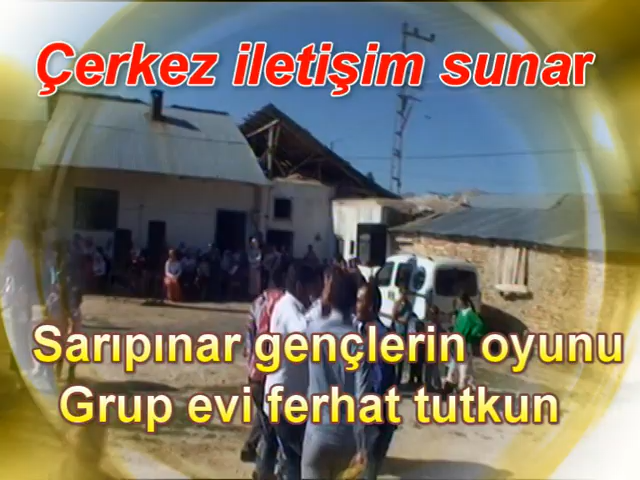 Çerkez iletişim sunar
Sarıpınar gençlerin oyunu
Grup evi ferhat tutkun